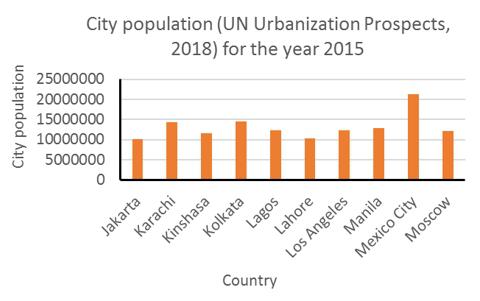 City population (UN Urbanization Prospects,
2018) for the year 2015
City population
25000000
20000000
15000000
10000000
5000000
0
Jakarta
Karachi
Kinshasa
Kolkata
Lagos
Lahore
Los Angeles
Manila
Mexico City
Moscow
Country